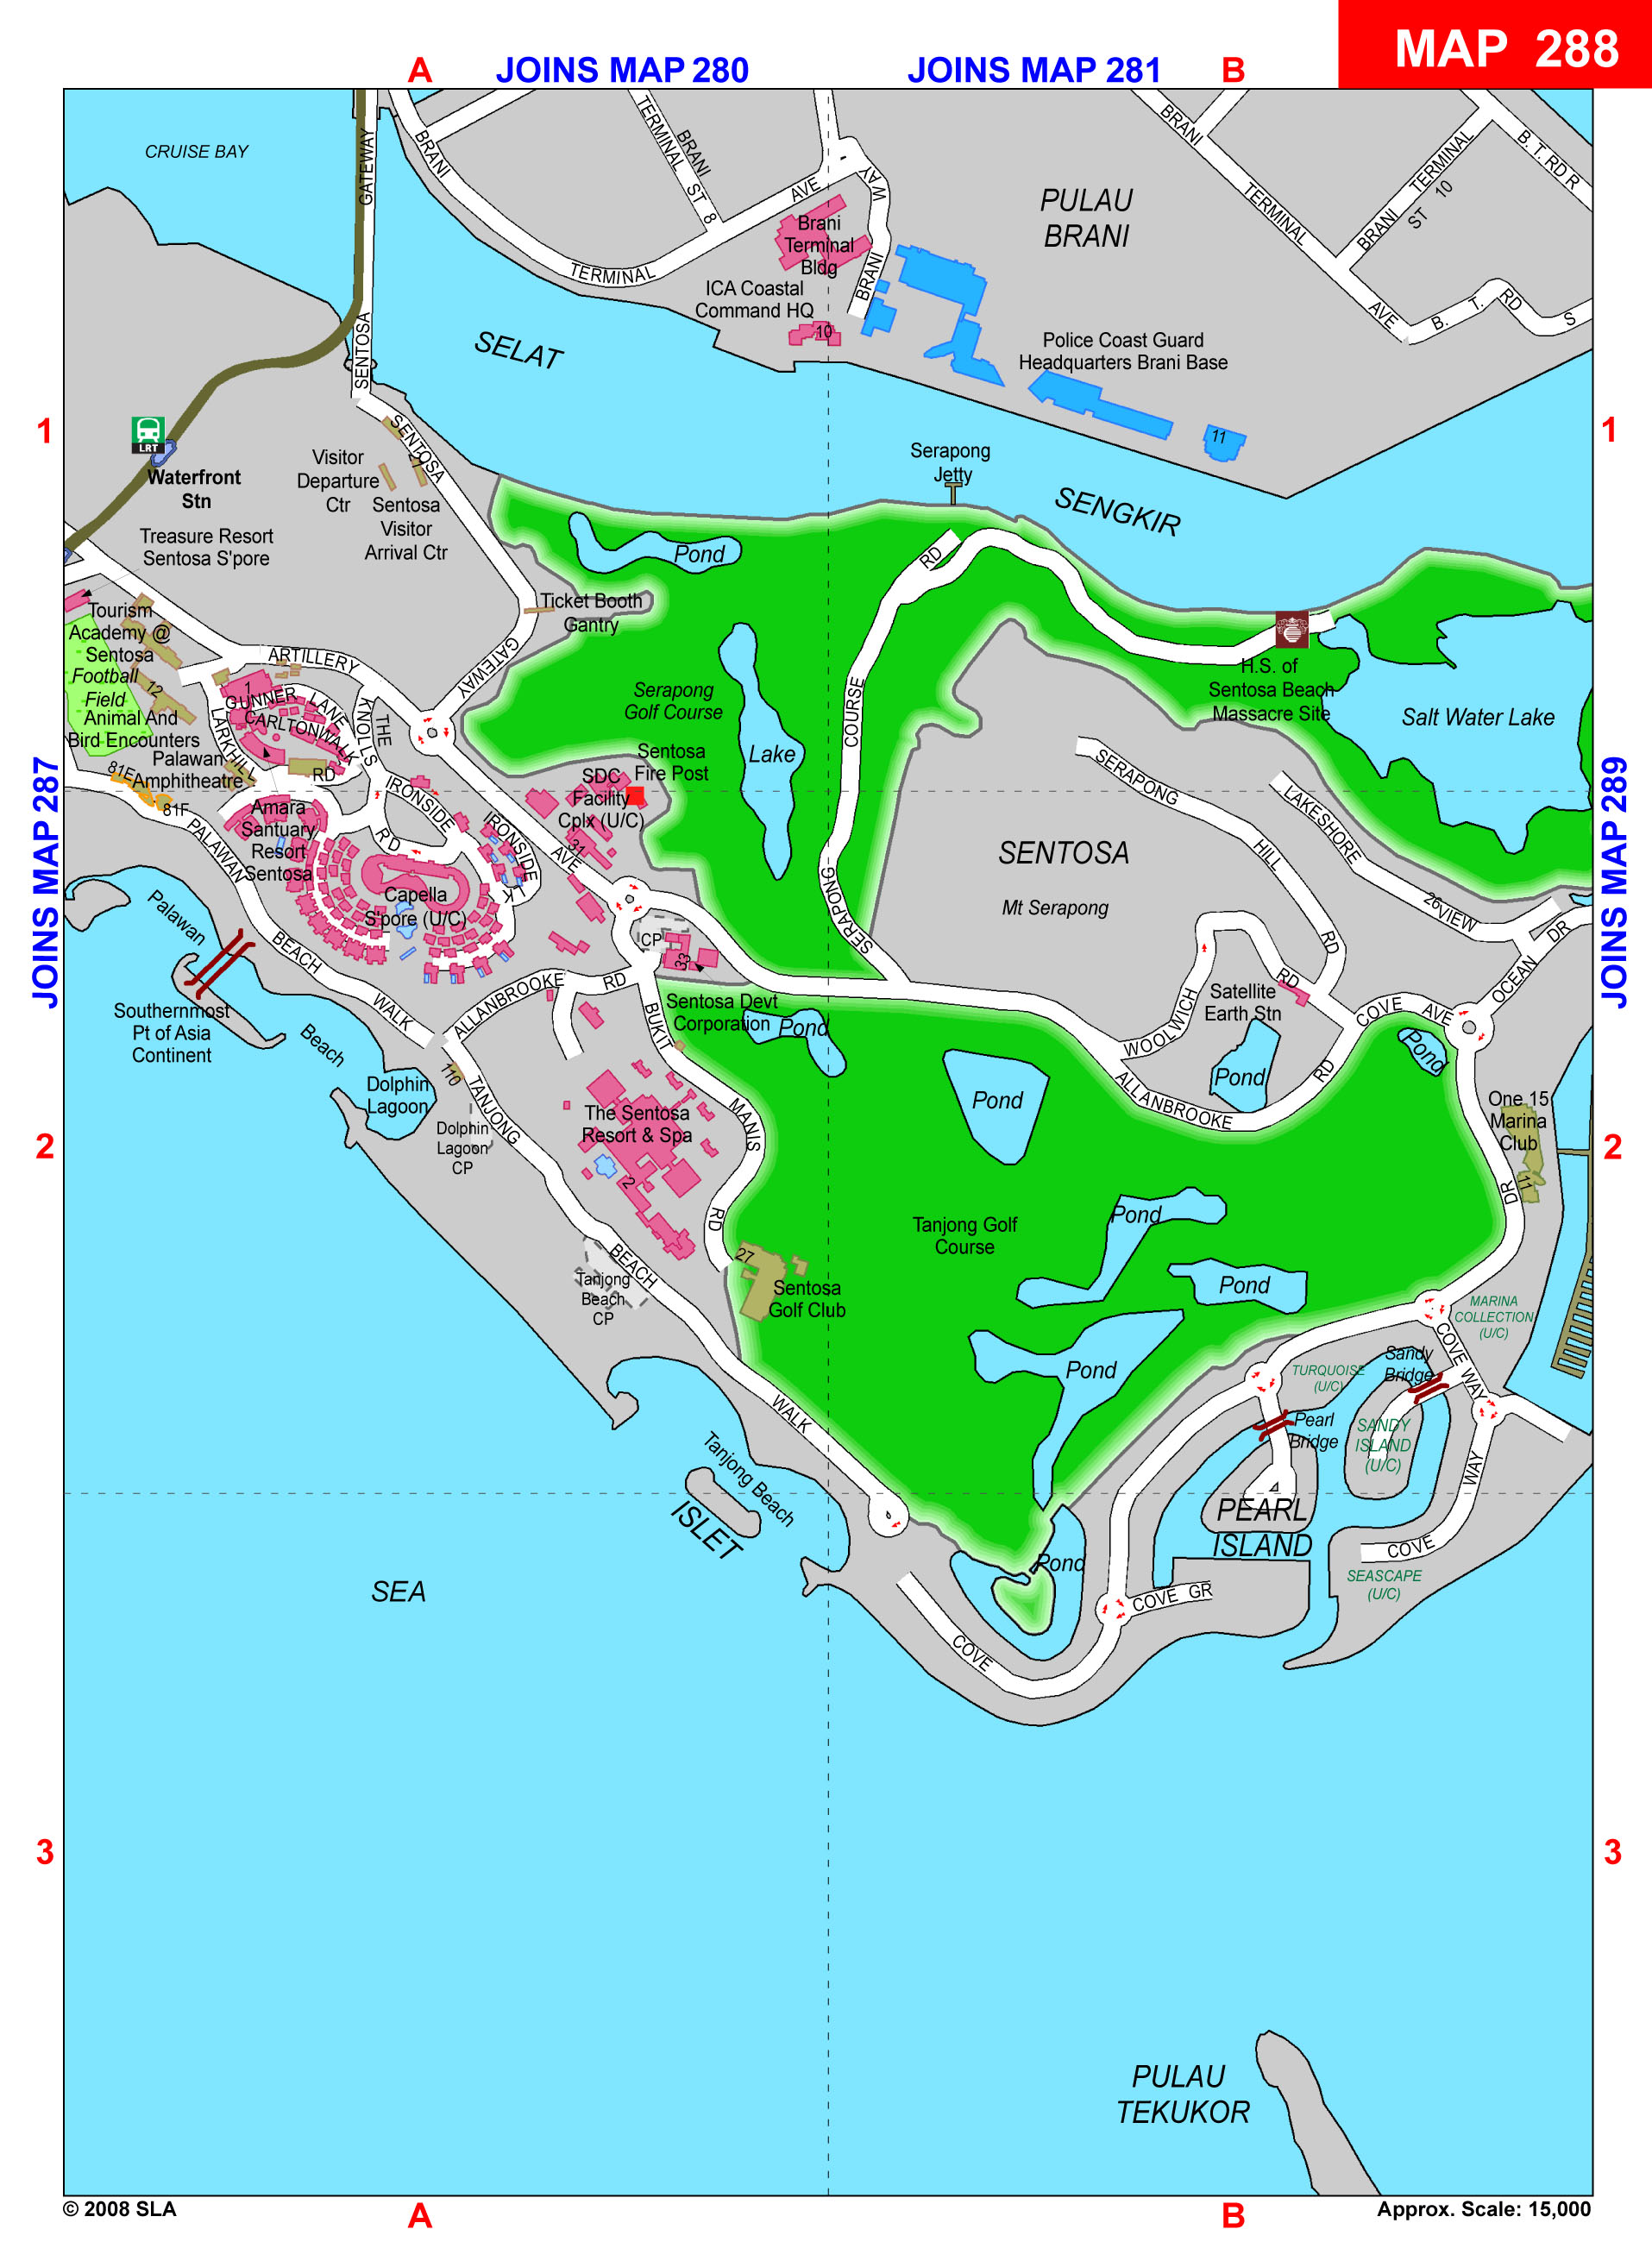 MAP 288
A
JOINS MAP 280
JOINS MAP 281
B
CRUISE BAY
GATEWAY
SENTOSA
BRANI
TERMINAL
AVE
BRANI
TERMINAL
ST 8
WAY
BRANI
Brani
Terminal
Bldg
ICA Coastal
Command HQ
10
PULAU
BRANI
BRANI
TERMINAL
AVE
BRANI TERMINAL
ST 10
B. T. RD R
B. T. RD S
Police Coast Guard
Headquarters Brani Base
11
SELAT
SENGKIR
Serapong
Jetty
1
1
LRT
Waterfront
Stn
Visitor
Departure
Ctr
Sentosa
Visitor
Arrival Ctr
SENTOSA
21
GATEWAY
Treasure Resort
Sentosa S'pore
Ticket Booth
Gantry
Pond
Tourism
Academy @
Sentosa
Football
Field
12
Animal And
Bird Encounters
Palawan
Amphitheatre
81E
81F
ARTILLERY
AVE
1
GUNNER
LANE
CARLTON WALK
LARKHILL
RD
THE
KNOLLS
IRONSIDE
RD
IRONSIDE
LK
Serapong
Golf Course
Lake
Sentosa
Fire Post
SDC
Facility
Cplx (U/C)
31
COURSE
RD
SERAPONG
H.S. of
Sentosa Beach
Massacre Site
Salt Water Lake
JOINS MAP 287
JOINS MAP 289
Amara
Santuary
Resort
Sentosa
Capella
S'pore (U/C)
PALAWAN
BEACH
WALK
Palawan
Beach
Southernmost
Pt of Asia
Continent
Dolphin
Lagoon
Dolphin
Lagoon
CP
110
SENTOSA
Mt Serapong
SERAPONG
HILL
RD
LAKESHORE
VIEW
26
OCEAN
DR
CP
33
Sentosa Devt
Corporation
ALLANBROOKE
RD
BUKIT
MANIS
RD
Pond
Pond
WOOLWICH
RD
Satellite
Earth Stn
Pond
COVE AVE
Pond
ALLANBROOKE
RD
2
2
TANJONG
BEACH
WALK
The Sentosa
Resort & Spa
2
Tanjong
Beach
CP
27
Sentosa
Golf Club
Tanjong Golf
Course
Pond
Pond
Pond
One 15
Marina
Club
11
DR
MARINA
COLLECTION
(U/C)
COVE WAY
Sandy
Bridge
TURQUOISE
(U/C)
Pearl
Bridge
SANDY
ISLAND
(U/C)
WAY
COVE
PEARL
ISLAND
SEASCAPE
(U/C)
Tanjong Beach
ISLET
SEA
Pond
COVE GR
COVE
3
3
PULAU
TEKUKOR
© 2008 SLA
A
B
Approx. Scale: 15,000